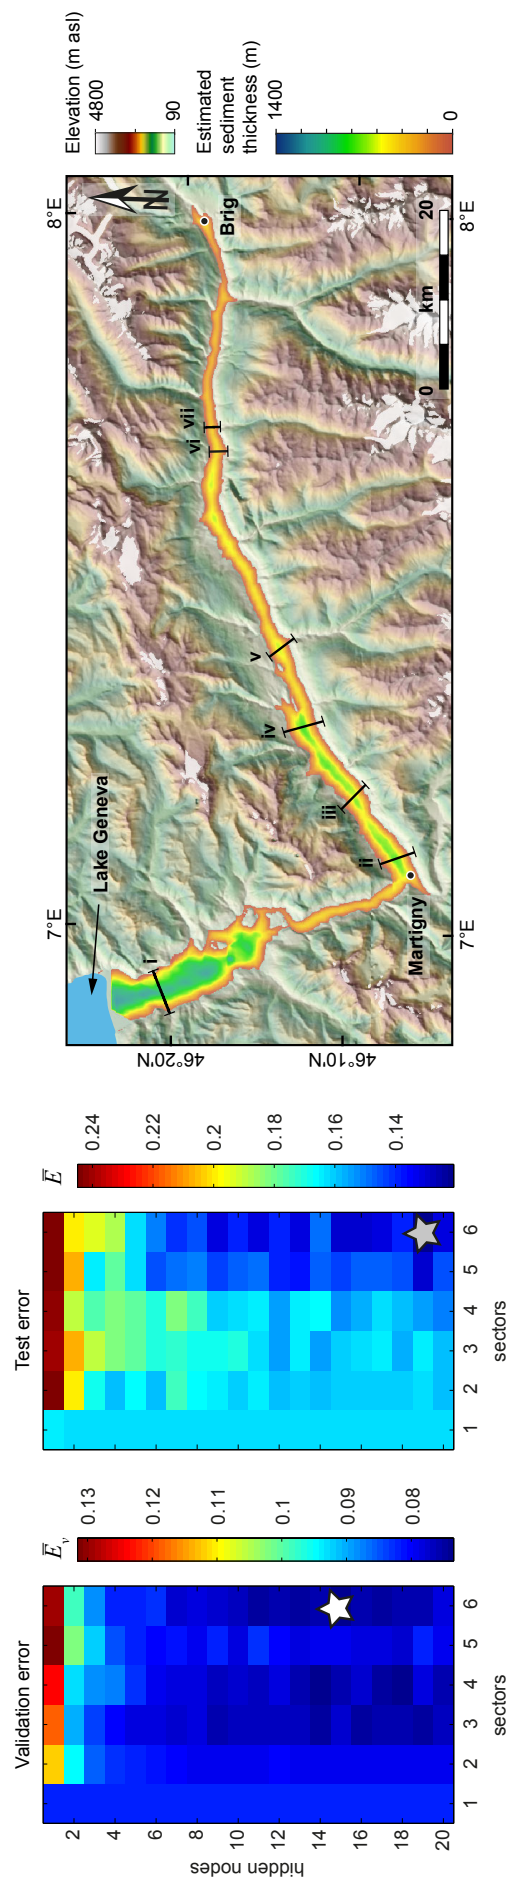 Validation error
E̅ᵥ
0.13
0.12
0.11
0.1
0.09
0.08
hidden nodes
2
4
6
8
10
12
14
16
18
20
1
2
3
4
5
6
sectors
Test error
E̅
0.24
0.22
0.2
0.18
0.16
0.14
1
2
3
4
5
6
sectors
7°E
8°E
46°20'N
46°10'N
Lake Geneva
i
ii
iii
iv
v
vi
vii
Martigny
Brig
N
0
km
20
7°E
8°E
Elevation (m asl)
4800
90
Estimated
sediment
thickness (m)
1400
0